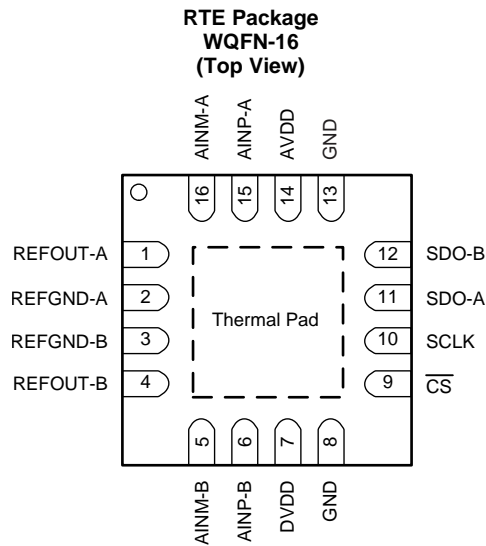 RTE Package
WQFN-16
(Top View)
AINM-A
AINP-A
AVDD
GND
16
15
14
13
REFOUT-A 1
12 SDO-B
REFGND-A 2
11 SDO-A
Thermal Pad
REFGND-B 3
10 SCLK
REFOUT-B 4
9 CS
5
6
7
8
AINM-B
AINP-B
DVDD
GND